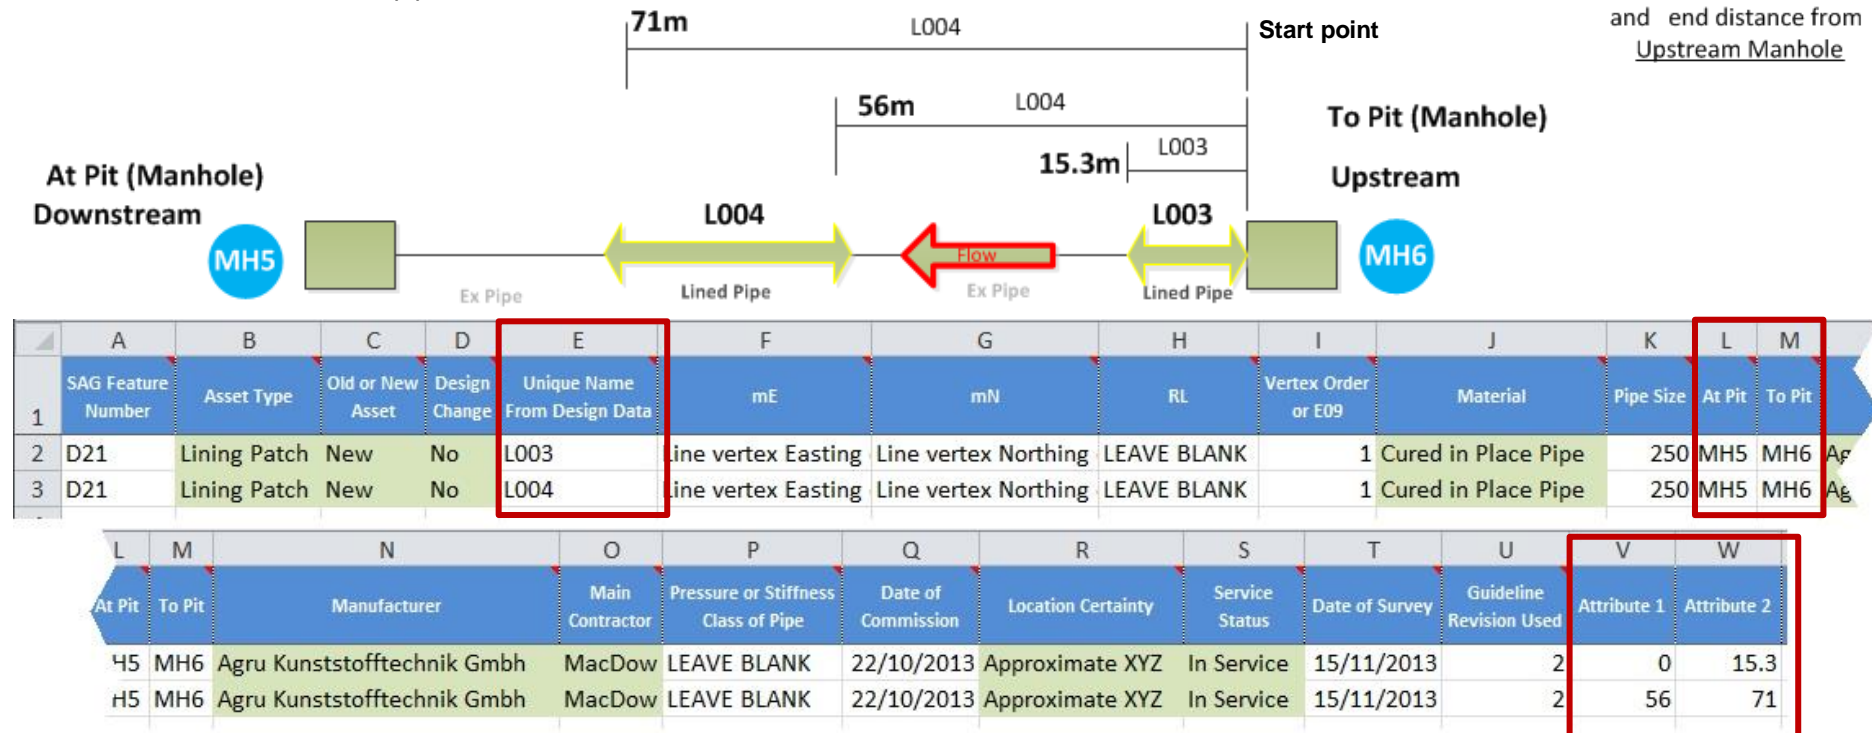 71m
L004
Start point
and end distance from
Upstream Manhole
56m
L004
15.3m
L003
To Pit (Manhole)
Upstream
At Pit (Manhole)
Downstream
L004
L003
MH5
Flow
MH6
Ex Pipe
Lined Pipe
Ex Pipe
Lined Pipe
A B C D E F G H I J K L M
1 SAG Feature Number Asset Type Old or New Asset Design Change Unique Name From Design Data mE mN RL Vertex Order or E09 Material Pipe Size At Pit To Pit
2 D21 Lining Patch New No L003 Line vertex Easting Line vertex Northing LEAVE BLANK 1 Cured in Place Pipe 250 MH5 MH6 Ag
3 D21 Lining Patch New No L004 Line vertex Easting Line vertex Northing LEAVE BLANK 1 Cured in Place Pipe 250 MH5 MH6 Ag
L M N O P Q R S T U V W
At Pit To Pit Manufacturer Main Contractor Pressure or Stiffness Class of Pipe Date of Commission Location Certainty Service Status Date of Survey Guideline Revision Used Attribute 1 Attribute 2
H5 MH6 Agru Kunststofftechnik Gmbh MacDow LEAVE BLANK 22/10/2013 Approximate XYZ In Service 15/11/2013 2 0 15.3
H5 MH6 Agru Kunststofftechnik Gmbh MacDow LEAVE BLANK 22/10/2013 Approximate XYZ In Service 15/11/2013 2 56 71